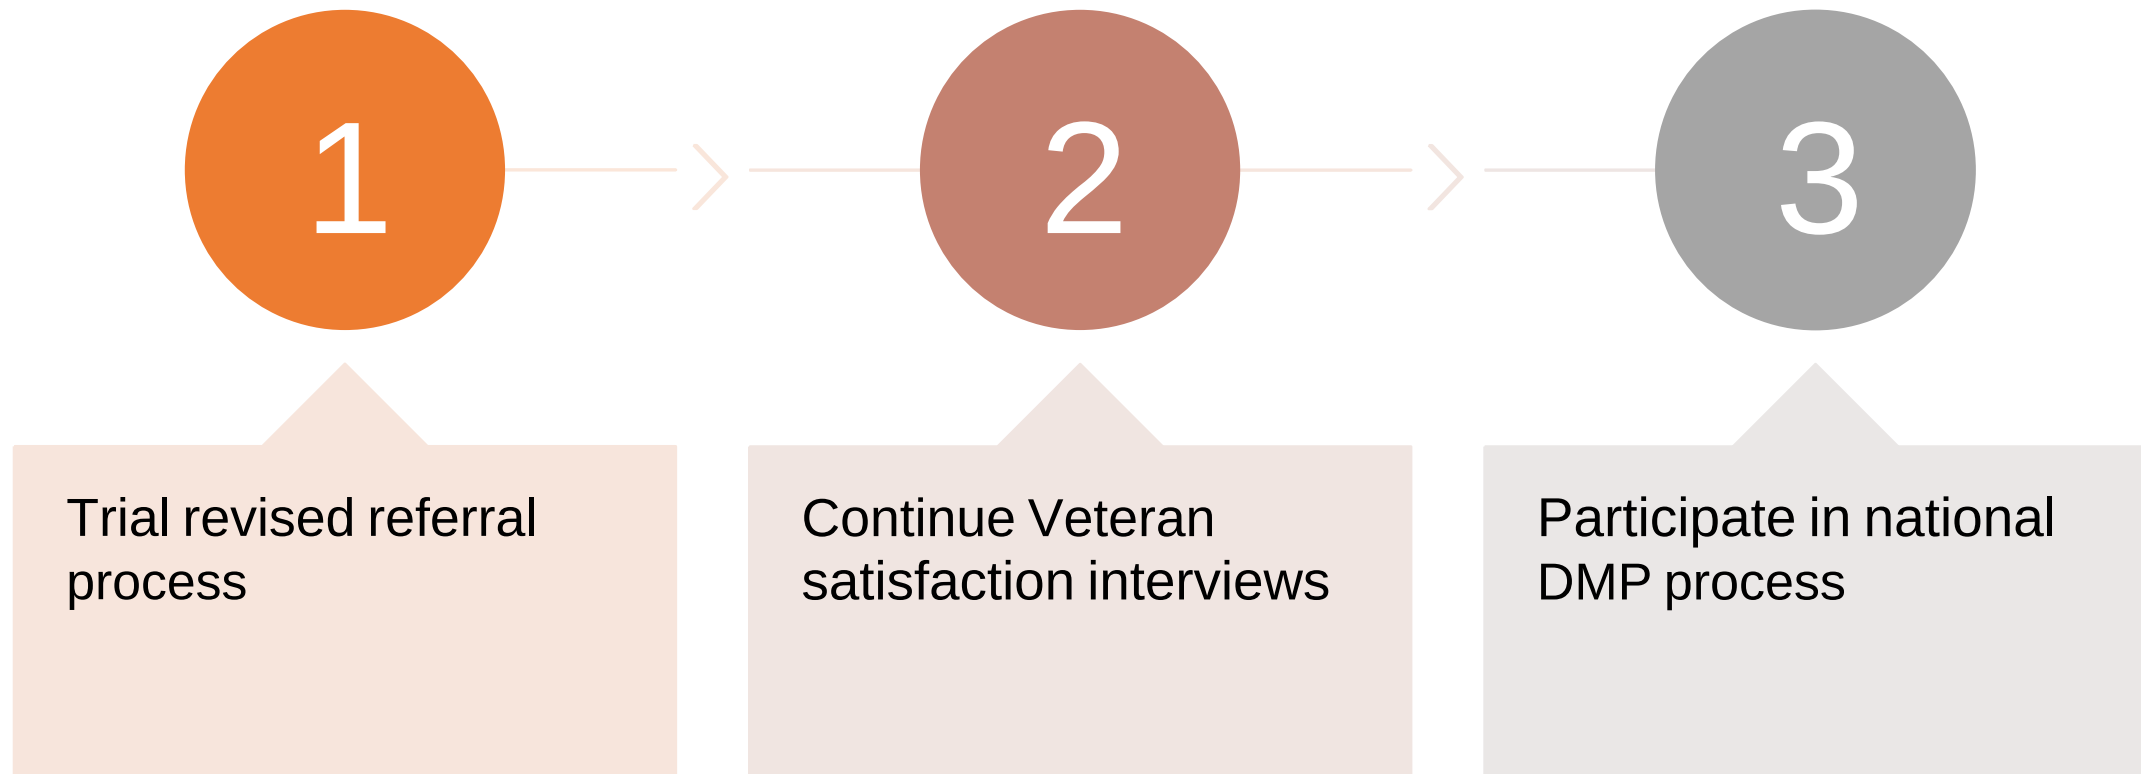 1
2
3
Trial revised referral
process
Continue Veteran
satisfaction interviews
Participate in national
DMP process